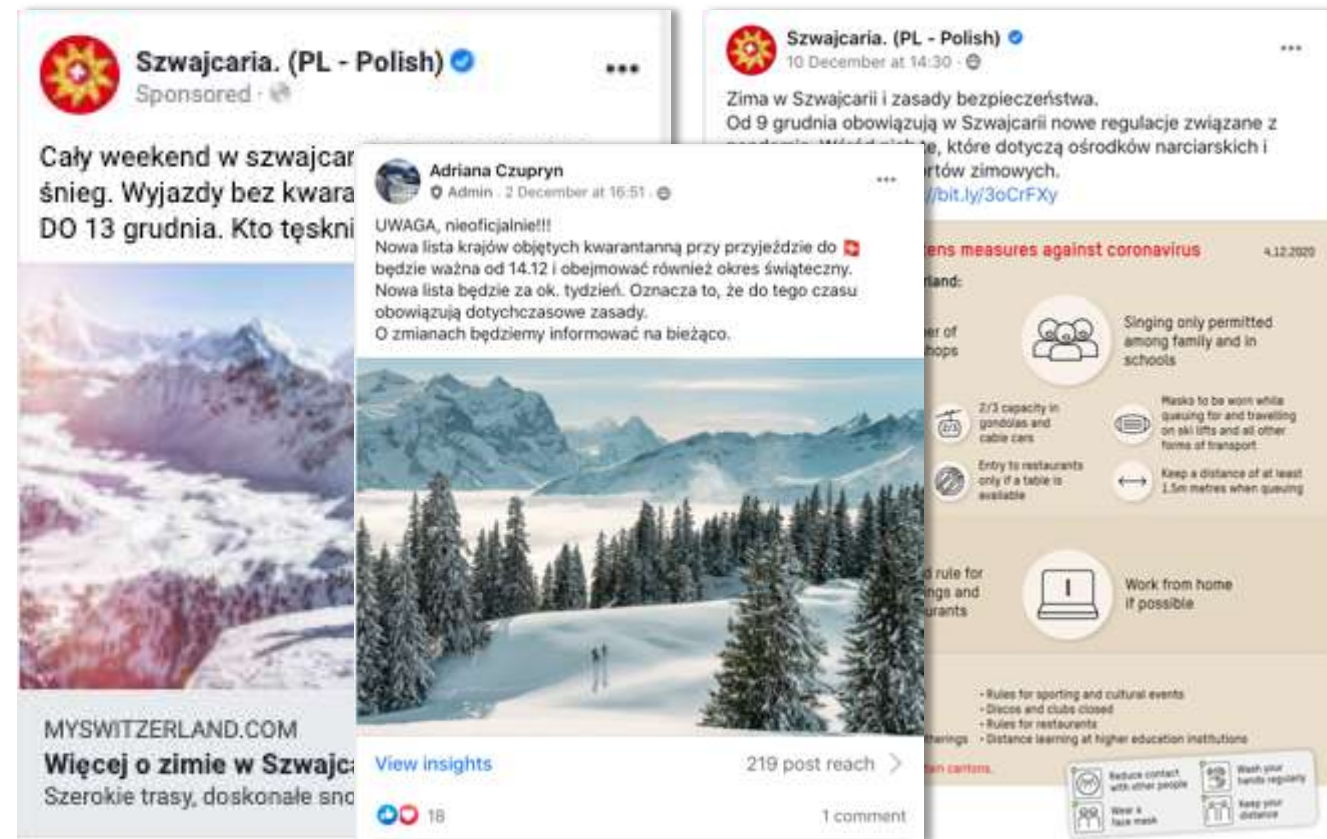 Szwajcaria. (PL - Polish)
Sponsored
Cały weekend w
śnieg. Wyjazdy bez
DO 13 grudnia. Kto
MYSWITZERLAND.COM
Więcej o zimie w
Szerokie trasy, doskonałe
Adriana Czupryn
Admin · 2 December at 16:51
UWAGA, nieoficjalnie!!!
Nowa lista krajów objętych kwarantanną przy przyjeździe do 🇨🇭
będzie ważna od 14.12 i obejmować również okres świąteczny.
Nowa lista będzie za ok. tydzień. Oznacza to, że do tego czasu
obowiązują dotychczasowe zasady.
O zmianach będziemy informować na bieżąco.
View insights
219 post reach
18
1 comment
Szwajcaria. (PL - Polish)
10 December at 14:30
Zima w Szwajcarii i zasady bezpieczeństwa.
Od 9 grudnia obowiązują w Szwajcarii nowe regulacje związane z
które dotyczą ośrodków narciarskich i
zimowych.
//bit.ly/3oCrFXy
measures against coronavirus
4.12.2020
Singing only permitted
among family and in
schools
2/3
2/3 capacity in
gondolas and
cable cars
Masks to be worn while
queuing for and travelling
on ski lifts and all other
forms of transport
Entry to restaurants
only if a table is
available
Keep a distance of at least
1.5m metres when queuing
rule for
and
Work from home
if possible
- Rules for sporting and cultural events
- Discos and clubs closed
- Rules for restaurants
- Distance learning at higher education institutions
cantons.
Reduce contact
with other people
Wash your
hands regularly
Wear a
face mask
Keep your
distance